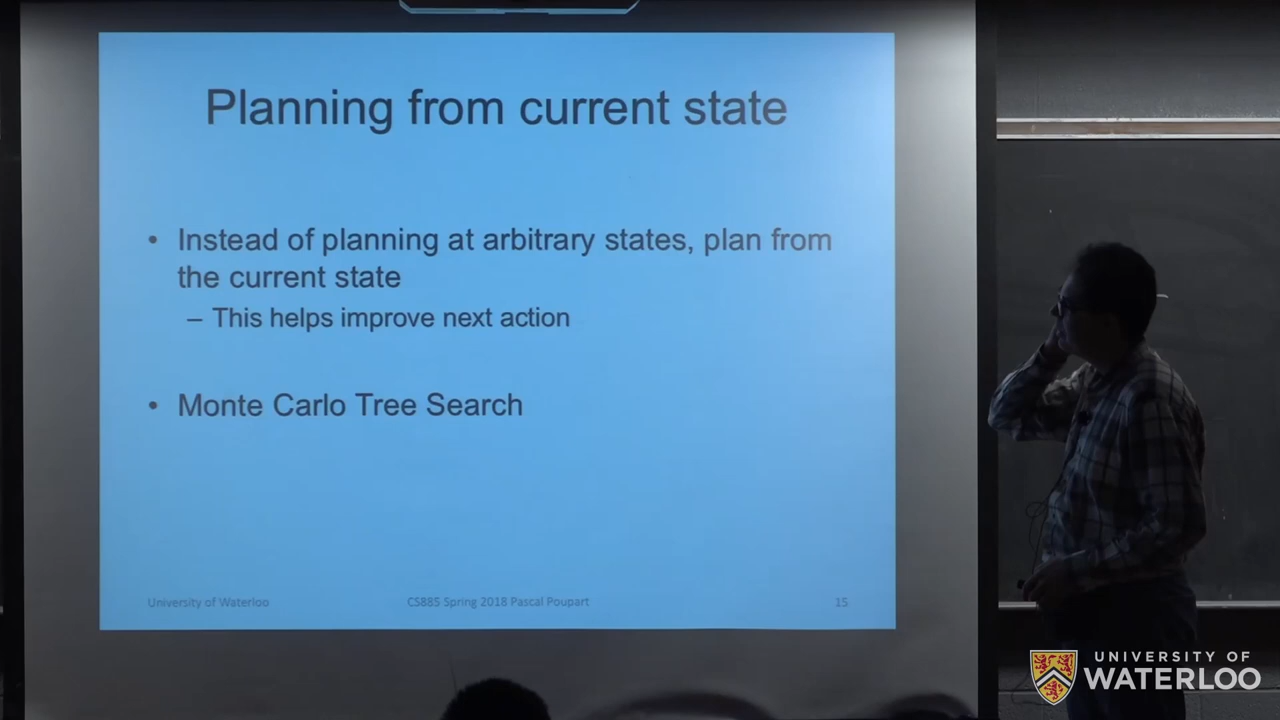 Planning from current state
• Instead of planning at arbitrary states, plan from
the current state
– This helps improve next action
• Monte Carlo Tree Search
University of Waterloo
CS885 Spring 2018 Pascal Poupart
15
UNIVERSITY OF
WATERLOO